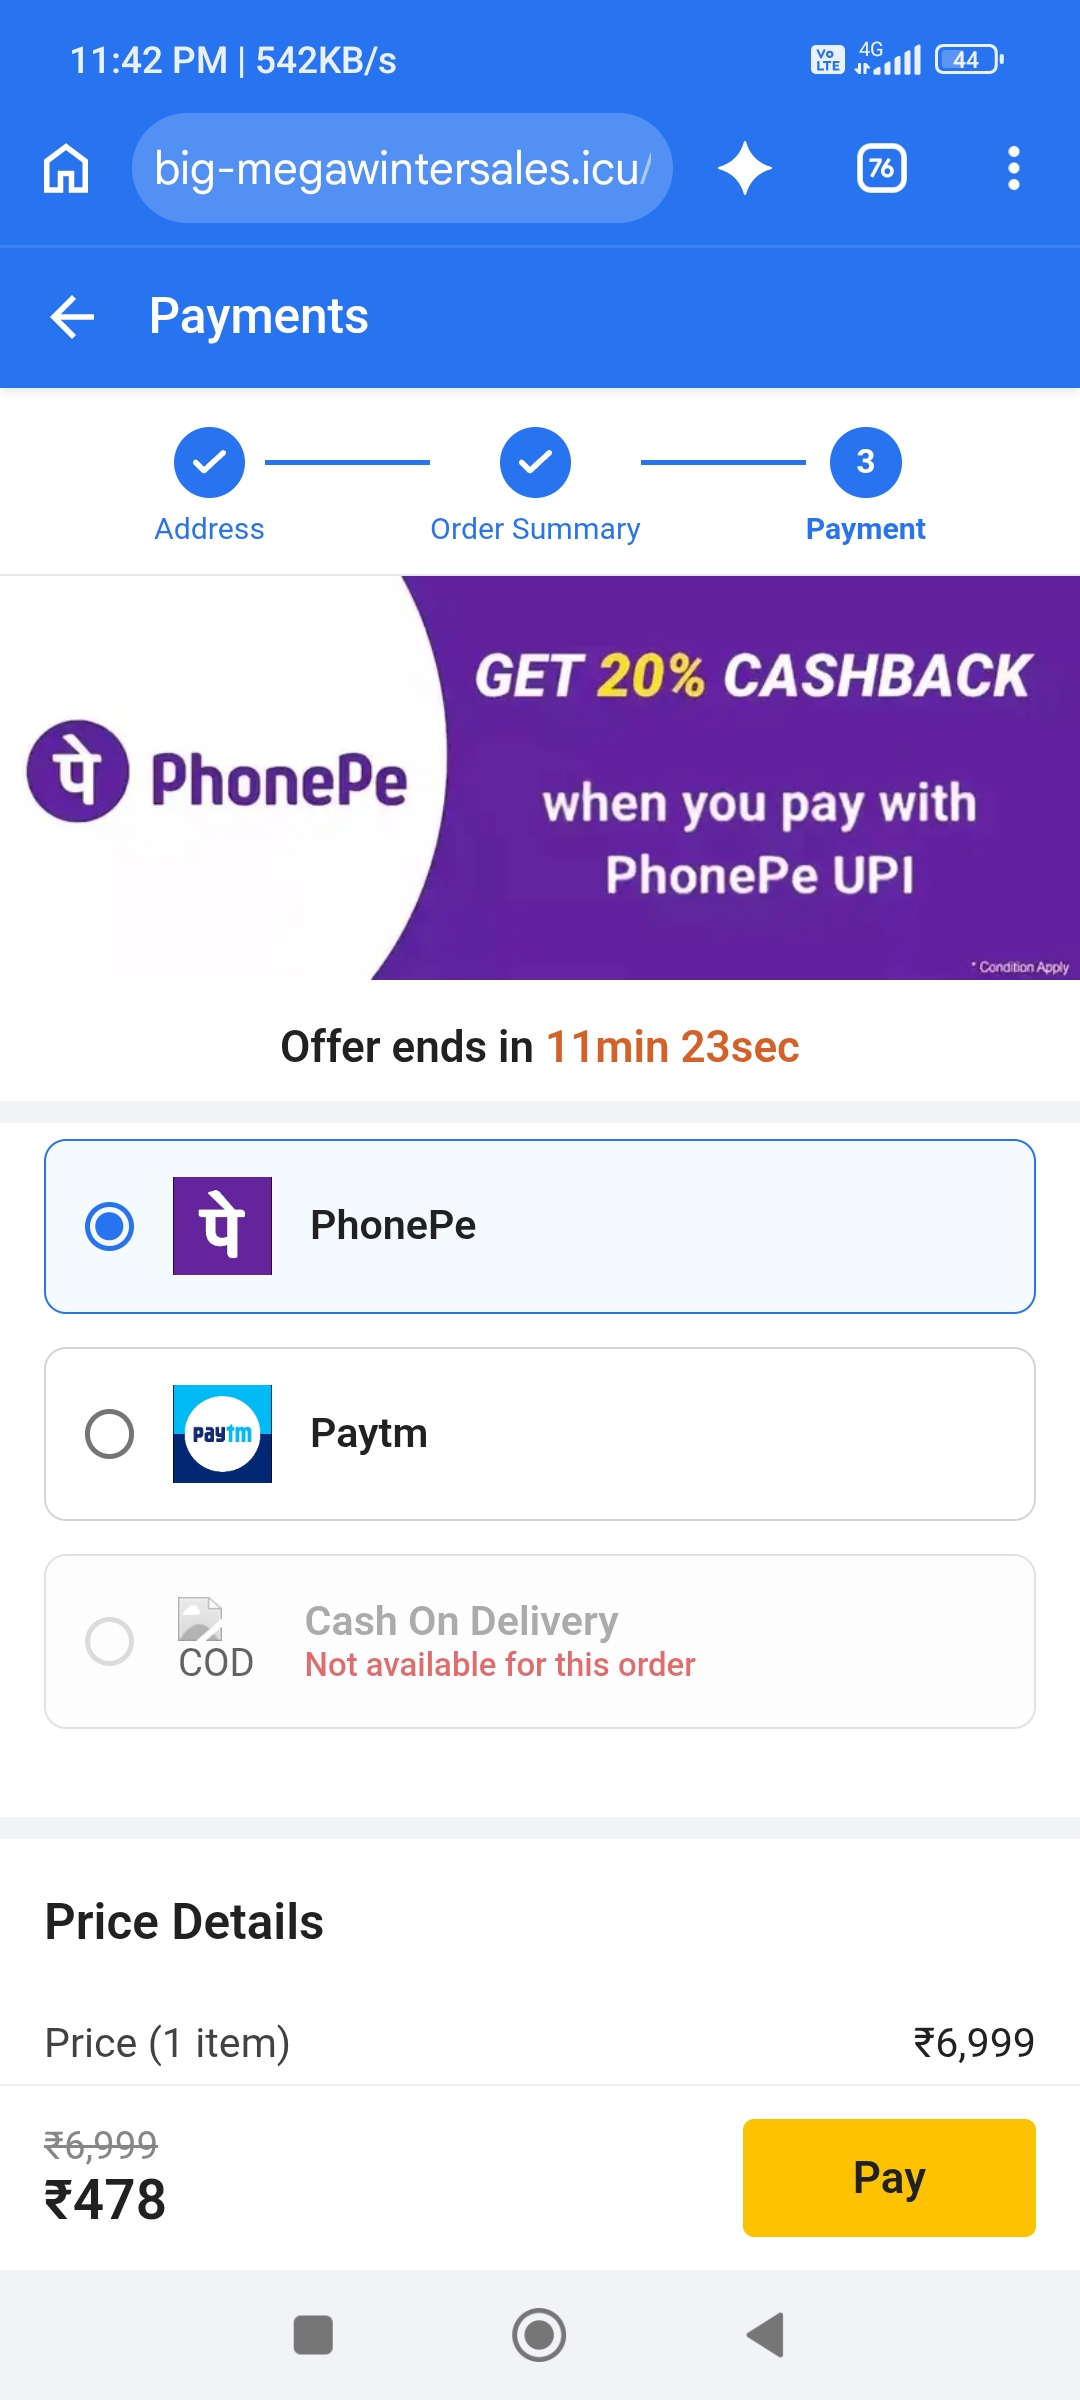 11:42 PM | 542KB/s
Vo LTE 4G 44
big-megawintersales.icu/
76
Payments
3
Address Order Summary Payment
पे PhonePe
GET 20% CASHBACK
when you pay with
PhonePe UPI
* Condition Apply
Offer ends in 11min 23sec
पे PhonePe
paytm Paytm
COD Cash On Delivery
Not available for this order
Price Details
Price (1 item) ₹6,999
₹6,999
₹478
Pay